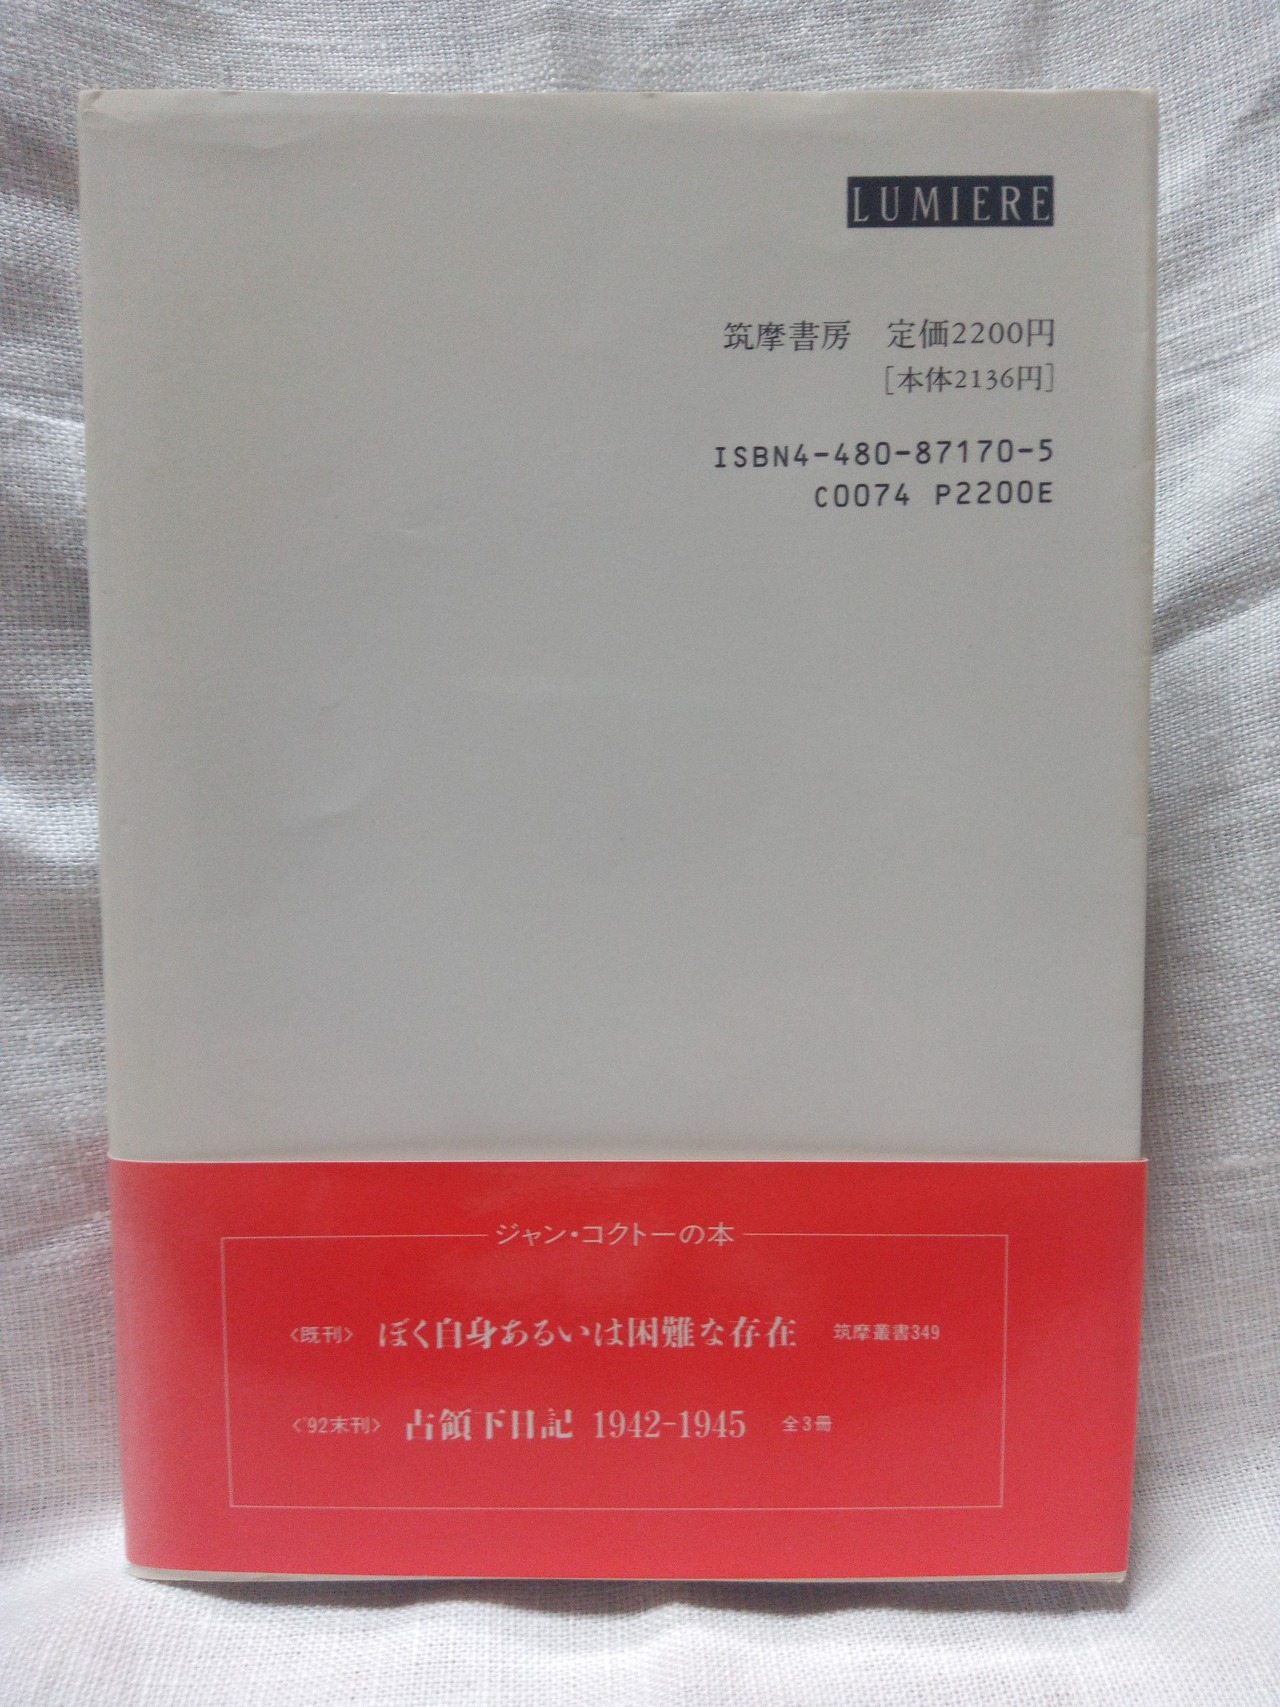 LUMIERE
筑摩書房　定価2200円
［本体2136円］
ISBN4-480-87170-5
C0074 P2200E
ジャン・コクトーの本
〈既刊〉 ぼく自身あるいは困難な存在 筑摩叢書349
〈'92末刊〉 占領下日記 1942-1945 全3冊